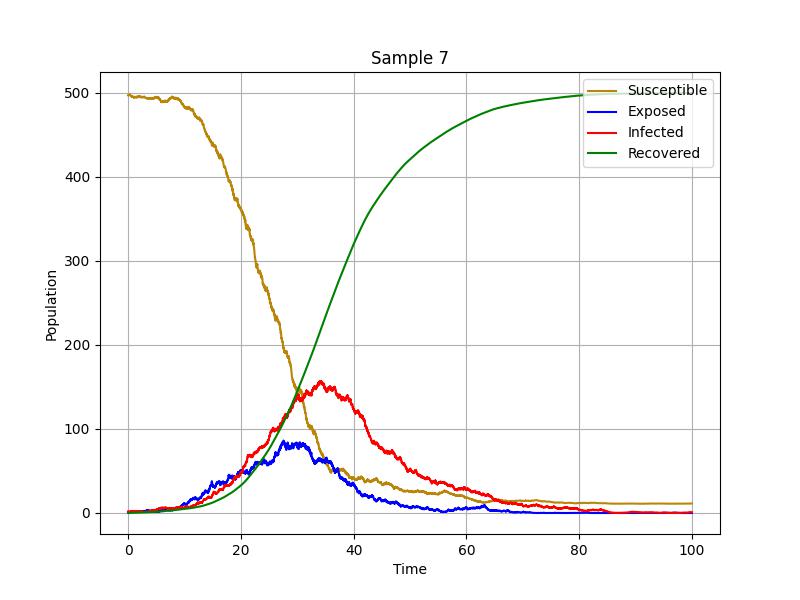 Sample 7
500
400
300
200
100
0
Population
0 20 40 60 80 100
Time
Susceptible
Exposed
Infected
Recovered